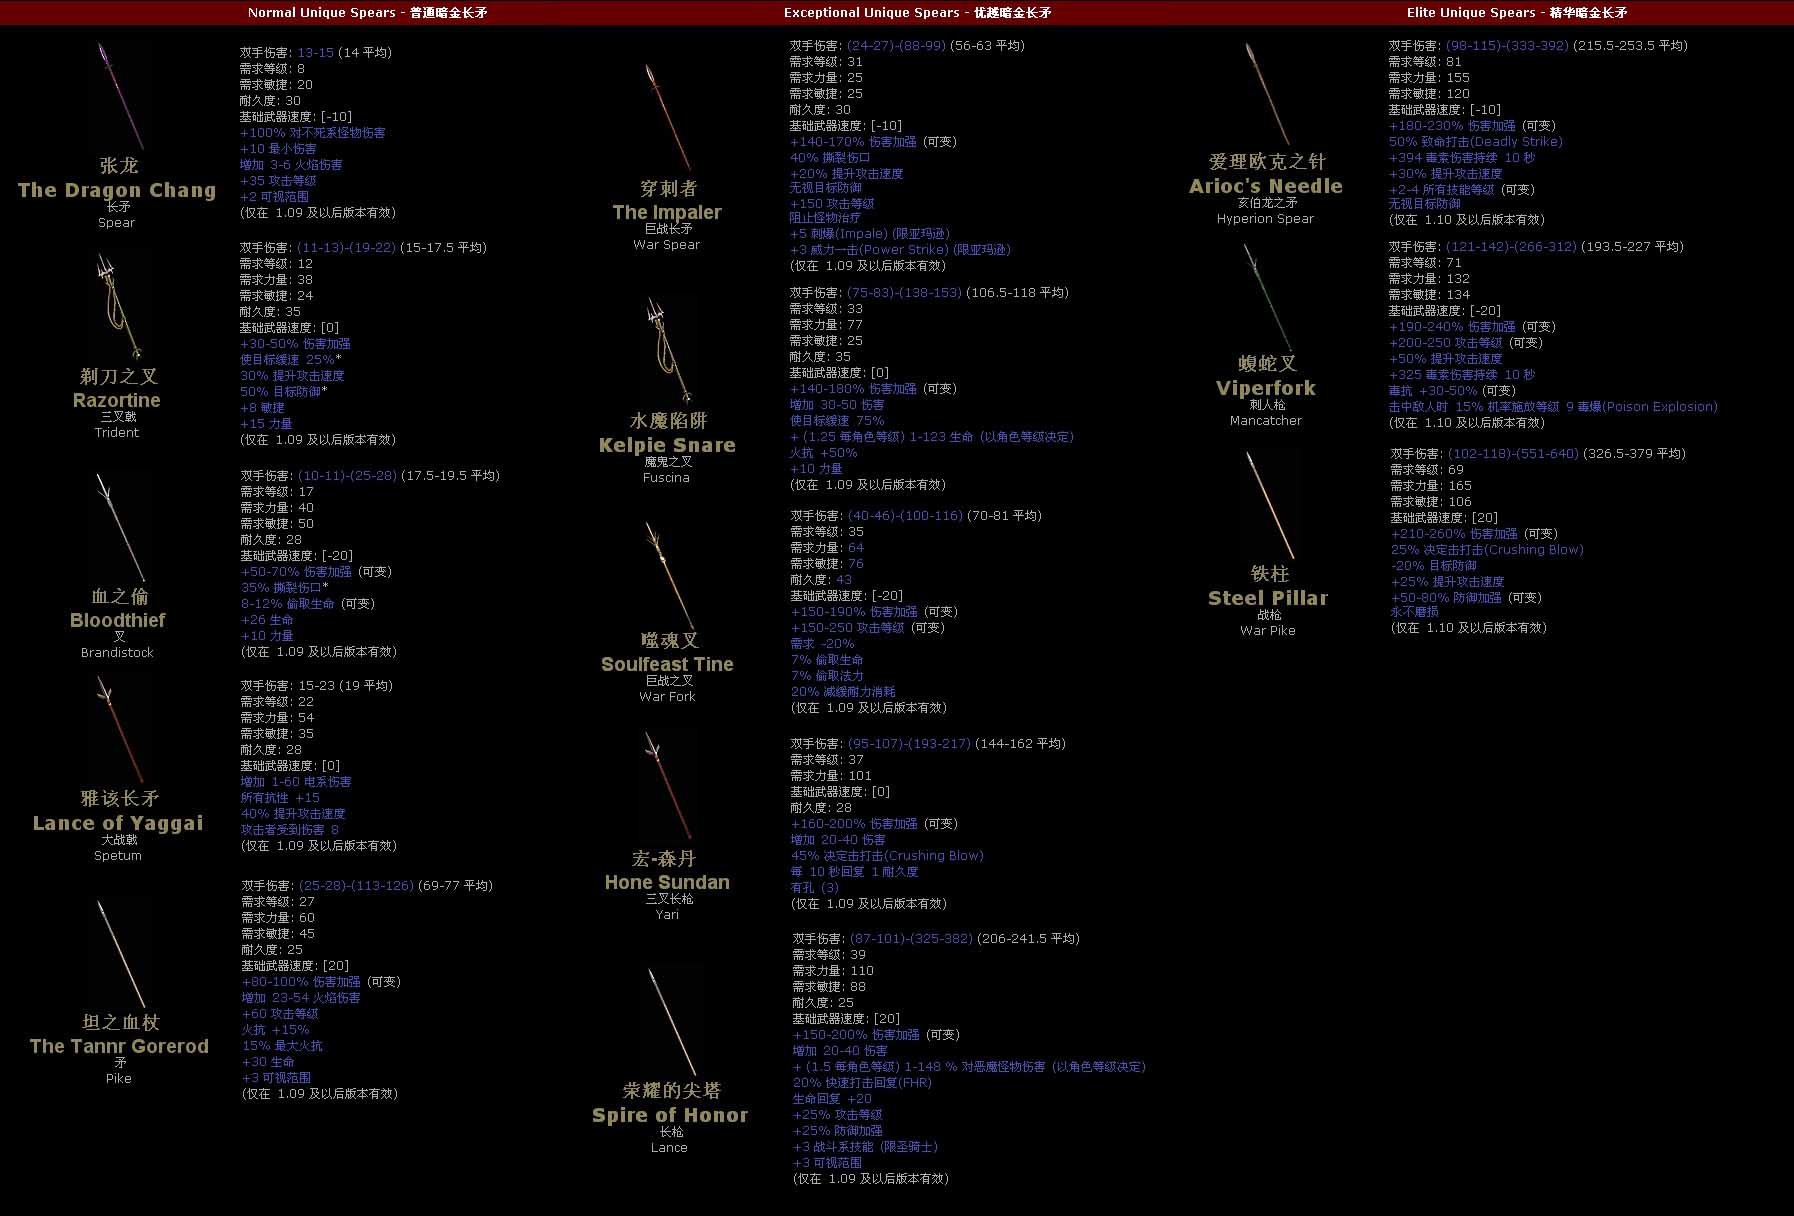 Normal Unique Spears - 普通暗金长矛
双手伤害: 13-15 (14 平均)
需求等级: 8
需求敏捷: 20
耐久度: 30
基础武器速度: [-10]
+100% 对不死系怪物伤害
+10 最小伤害
增加 3-6 火焰伤害
+35 攻击等级
+2 可视范围
(仅在 1.09 及以后版本有效)
张龙
The Dragon Chang
长矛
Spear
双手伤害: (11-13)-(19-22) (15-17.5 平均)
需求等级: 12
需求力量: 38
需求敏捷: 24
耐久度: 35
基础武器速度: [0]
+30-50% 伤害加强
使目标缓速 25%*
30% 提升攻击速度
50% 目标防御*
+8 敏捷
+15 力量
(仅在 1.09 及以后版本有效)
剃刀之叉
Razortine
三叉戟
Trident
双手伤害: (10-11)-(25-28) (17.5-19.5 平均)
需求等级: 17
需求力量: 40
需求敏捷: 50
耐久度: 28
基础武器速度: [-20]
+50-70% 伤害加强 (可变)
35% 撕裂伤口*
8-12% 偷取生命 (可变)
+26 生命
+10 力量
(仅在 1.09 及以后版本有效)
血之偷
Bloodthief
叉
Brandistock
双手伤害: 15-23 (19 平均)
需求等级: 22
需求力量: 54
需求敏捷: 35
耐久度: 28
基础武器速度: [0]
增加 1-60 电系伤害
所有抗性 +15
40% 提升攻击速度
攻击者受到伤害 8
(仅在 1.09 及以后版本有效)
雅该长矛
Lance of Yaggai
大战戟
Spetum
双手伤害: (25-28)-(113-126) (69-77 平均)
需求等级: 27
需求力量: 60
需求敏捷: 45
耐久度: 25
基础武器速度: [20]
+80-100% 伤害加强 (可变)
增加 23-54 火焰伤害
+60 攻击等级
火抗 +15%
15% 最大火抗
+30 生命
+3 可视范围
(仅在 1.09 及以后版本有效)
坦之血杖
The Tannr Gorerod
矛
Pike
Exceptional Unique Spears - 优越暗金长矛
双手伤害: (24-27)-(88-99) (56-63 平均)
需求等级: 31
需求力量: 25
需求敏捷: 25
耐久度: 30
基础武器速度: [-10]
+140-170% 伤害加强 (可变)
40% 撕裂伤口
+20% 提升攻击速度
无视目标防御
+150 攻击等级
阻止怪物治疗
+5 刺爆(Impale) (限亚玛逊)
+3 威力一击(Power Strike) (限亚玛逊)
(仅在 1.09 及以后版本有效)
穿刺者
The Impaler
巨战长矛
War Spear
双手伤害: (75-83)-(138-153) (106.5-118 平均)
需求等级: 33
需求力量: 77
需求敏捷: 25
耐久度: 35
基础武器速度: [0]
+140-180% 伤害加强 (可变)
增加 30-50 伤害
使目标缓速 75%
+ (1.25 每角色等级) 1-123 生命 (以角色等级决定)
火抗 +50%
+10 力量
(仅在 1.09 及以后版本有效)
水魔陷阱
Kelpie Snare
魔鬼之叉
Fuscina
双手伤害: (40-46)-(100-116) (70-81 平均)
需求等级: 35
需求力量: 64
需求敏捷: 76
耐久度: 43
基础武器速度: [-20]
+150-190% 伤害加强 (可变)
+150-250 攻击等级 (可变)
需求 -20%
7% 偷取生命
7% 偷取法力
20% 减缓耐力消耗
(仅在 1.09 及以后版本有效)
噬魂叉
Soulfeast Tine
巨战之叉
War Fork
双手伤害: (95-107)-(193-217) (144-162 平均)
需求等级: 37
需求力量: 101
基础武器速度: [0]
耐久度: 28
+160-200% 伤害加强 (可变)
增加 20-40 伤害
45% 决定击打击(Crushing Blow)
每 10 秒回复 1 耐久度
有孔 (3)
(仅在 1.09 及以后版本有效)
宏-森丹
Hone Sundan
三叉长枪
Yari
双手伤害: (87-101)-(325-382) (206-241.5 平均)
需求等级: 39
需求力量: 110
需求敏捷: 88
耐久度: 25
基础武器速度: [20]
+150-200% 伤害加强 (可变)
增加 20-40 伤害
+ (1.5 每角色等级) 1-148 % 对恶魔怪物伤害 (以角色等级决定)
20% 快速打击回复(FHR)
生命回复 +20
+25% 攻击等级
+25% 防御加强
+3 战斗系技能 (限圣骑士)
+3 可视范围
(仅在 1.09 及以后版本有效)
荣耀的尖塔
Spire of Honor
长枪
Lance
Elite Unique Spears - 精华暗金长矛
双手伤害: (98-115)-(333-392) (215.5-253.5 平均)
需求等级: 81
需求力量: 155
需求敏捷: 120
基础武器速度: [-10]
+180-230% 伤害加强 (可变)
50% 致命打击(Deadly Strike)
+394 毒素伤害持续 10 秒
+30% 提升攻击速度
+2-4 所有技能等级 (可变)
无视目标防御
(仅在 1.10 及以后版本有效)
爱理欧克之针
Arioc's Needle
亥伯龙之矛
Hyperion Spear
双手伤害: (121-142)-(266-312) (193.5-227 平均)
需求等级: 71
需求力量: 132
需求敏捷: 134
基础武器速度: [-20]
+190-240% 伤害加强 (可变)
+200-250 攻击等级 (可变)
+50% 提升攻击速度
+325 毒素伤害持续 10 秒
毒抗 +30-50% (可变)
击中敌人时 15% 机率施放等级 9 毒爆(Poison Explosion)
(仅在 1.10 及以后版本有效)
蝮蛇叉
Viperfork
刺人枪
Mancatcher
双手伤害: (102-118)-(551-640) (326.5-379 平均)
需求等级: 69
需求力量: 165
需求敏捷: 106
基础武器速度: [20]
+210-260% 伤害加强 (可变)
25% 决定击打击(Crushing Blow)
-20% 目标防御
+25% 提升攻击速度
+50-80% 防御加强 (可变)
永不磨损
(仅在 1.10 及以后版本有效)
铁柱
Steel Pillar
战枪
War Pike